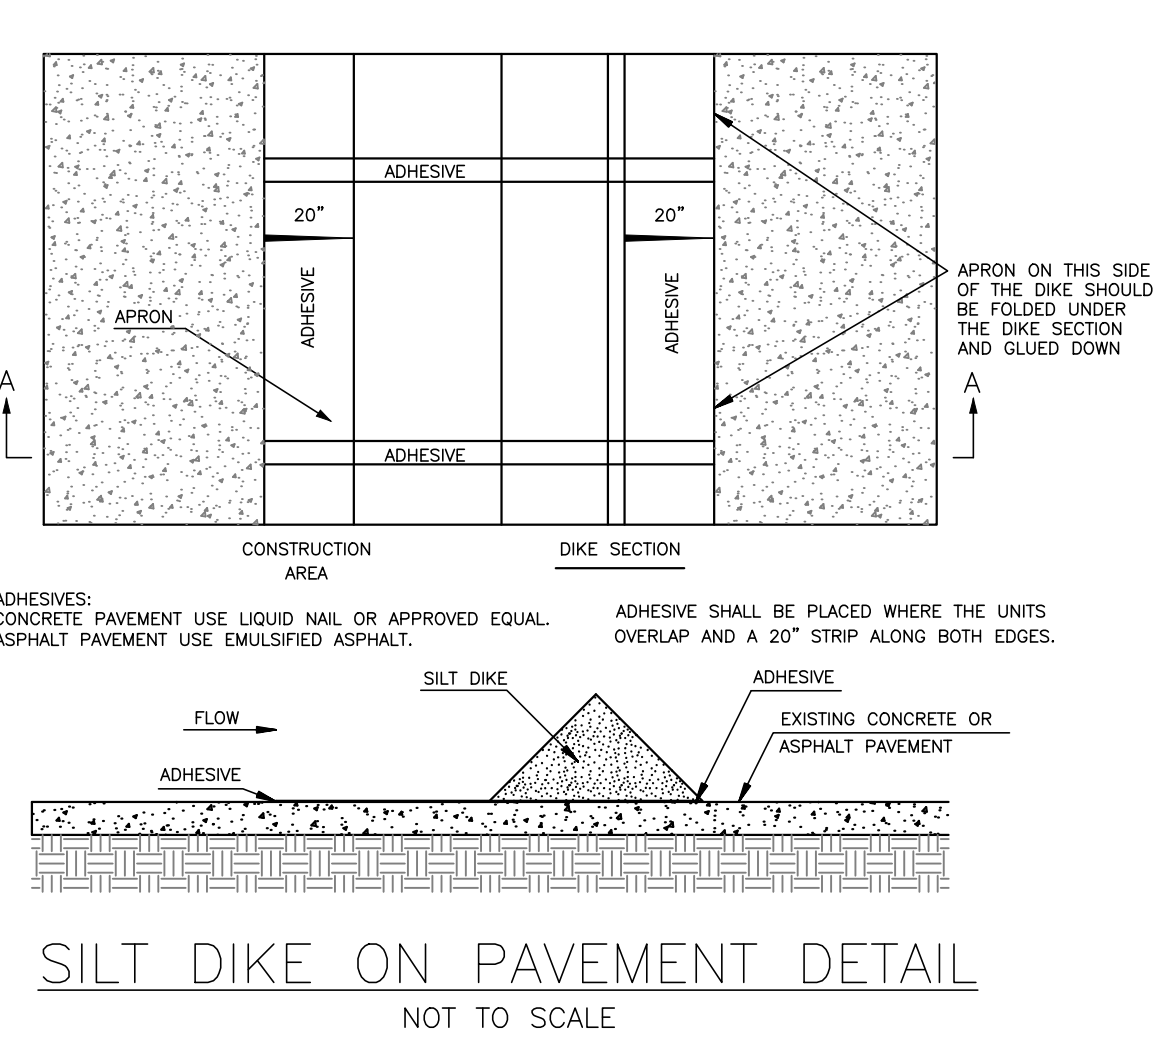 ADHESIVE
20”
20”
ADHESIVE
ADHESIVE
APRON ON THIS SIDE
OF THE DIKE SHOULD
BE FOLDED UNDER
THE DIKE SECTION
AND GLUED DOWN
APRON
A
A
ADHESIVE
CONSTRUCTION
AREA
DIKE SECTION
ADHESIVES:
CONCRETE PAVEMENT USE LIQUID NAIL OR APPROVED EQUAL.
ASPHALT PAVEMENT USE EMULSIFIED ASPHALT.
ADHESIVE SHALL BE PLACED WHERE THE UNITS
OVERLAP AND A 20” STRIP ALONG BOTH EDGES.
SILT DIKE
ADHESIVE
FLOW
EXISTING CONCRETE OR
ASPHALT PAVEMENT
ADHESIVE
SILT DIKE ON PAVEMENT DETAIL
NOT TO SCALE